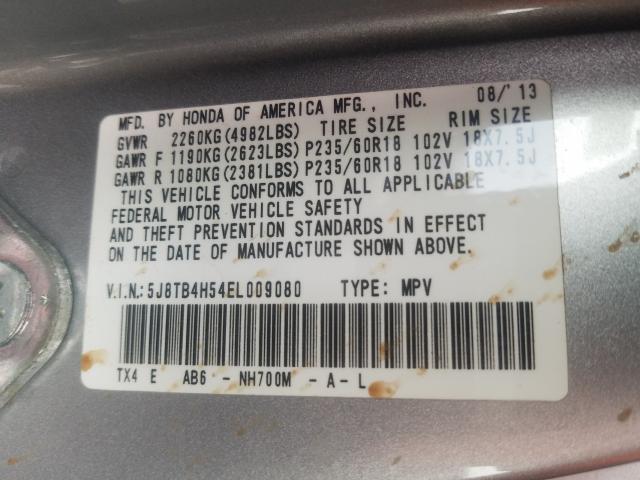 MFD. BY HONDA OF AMERICA MFG., INC. 08/'13
GVWR 2260KG(4982LBS) TIRE SIZE RIM SIZE
GAWR F 1190KG(2623LBS) P235/60R18 102V 18X7.5J
GAWR R 1080KG(2381LBS) P235/60R18 102V 18X7.5J
THIS VEHICLE CONFORMS TO ALL APPLICABLE
FEDERAL MOTOR VEHICLE SAFETY
AND THEFT PREVENTION STANDARDS IN EFFECT
ON THE DATE OF MANUFACTURE SHOWN ABOVE.
V.I.N.: 5J8TB4H54EL009080 TYPE: MPV
TX4 E AB6 - NH700M - A - L